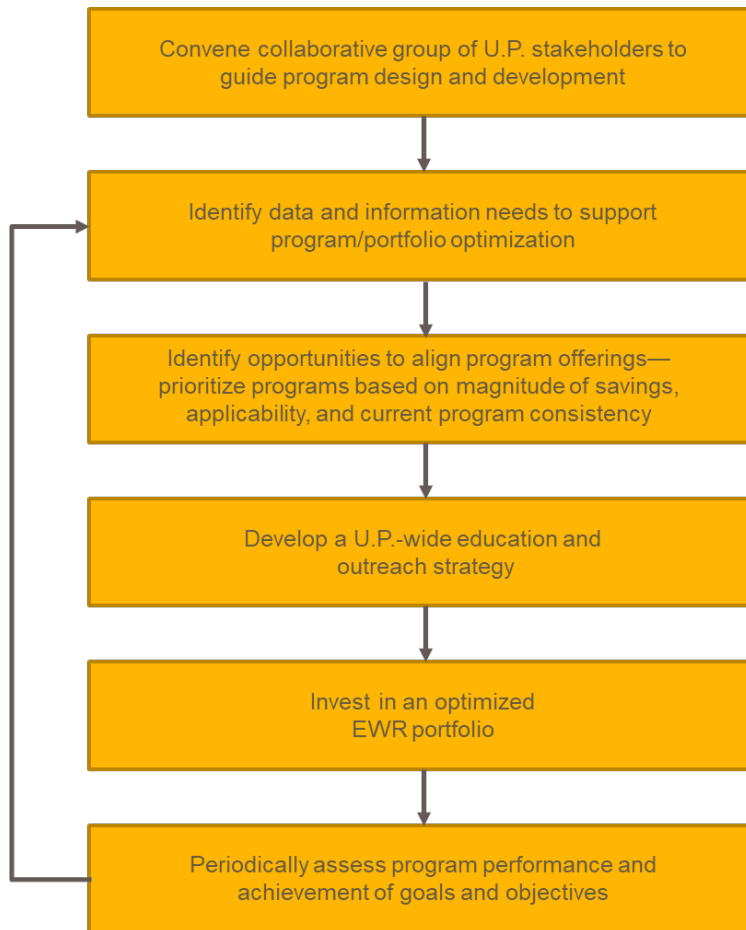 Convene collaborative group of U.P. stakeholders to
guide program design and development
Identify data and information needs to support
program/portfolio optimization
Identify opportunities to align program offerings—
prioritize programs based on magnitude of savings,
applicability, and current program consistency
Develop a U.P.-wide education and
outreach strategy
Invest in an optimized
EWR portfolio
Periodically assess program performance and
achievement of goals and objectives